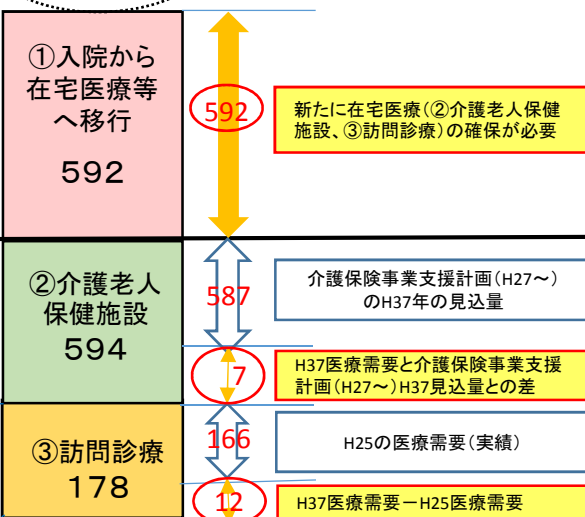 ①入院から
在宅医療等
へ移行
592
592
新たに在宅医療(②介護老人保健
施設、③訪問診療)の確保が必要
②介護老人
保健施設
594
587
介護保険事業支援計画(H27~)
のH37年の見込量
7
H37医療需要と介護保険事業支援
計画(H27~)H37見込量との差
③訪問診療
178
166
H25の医療需要(実績)
12
H37医療需要-H25医療需要